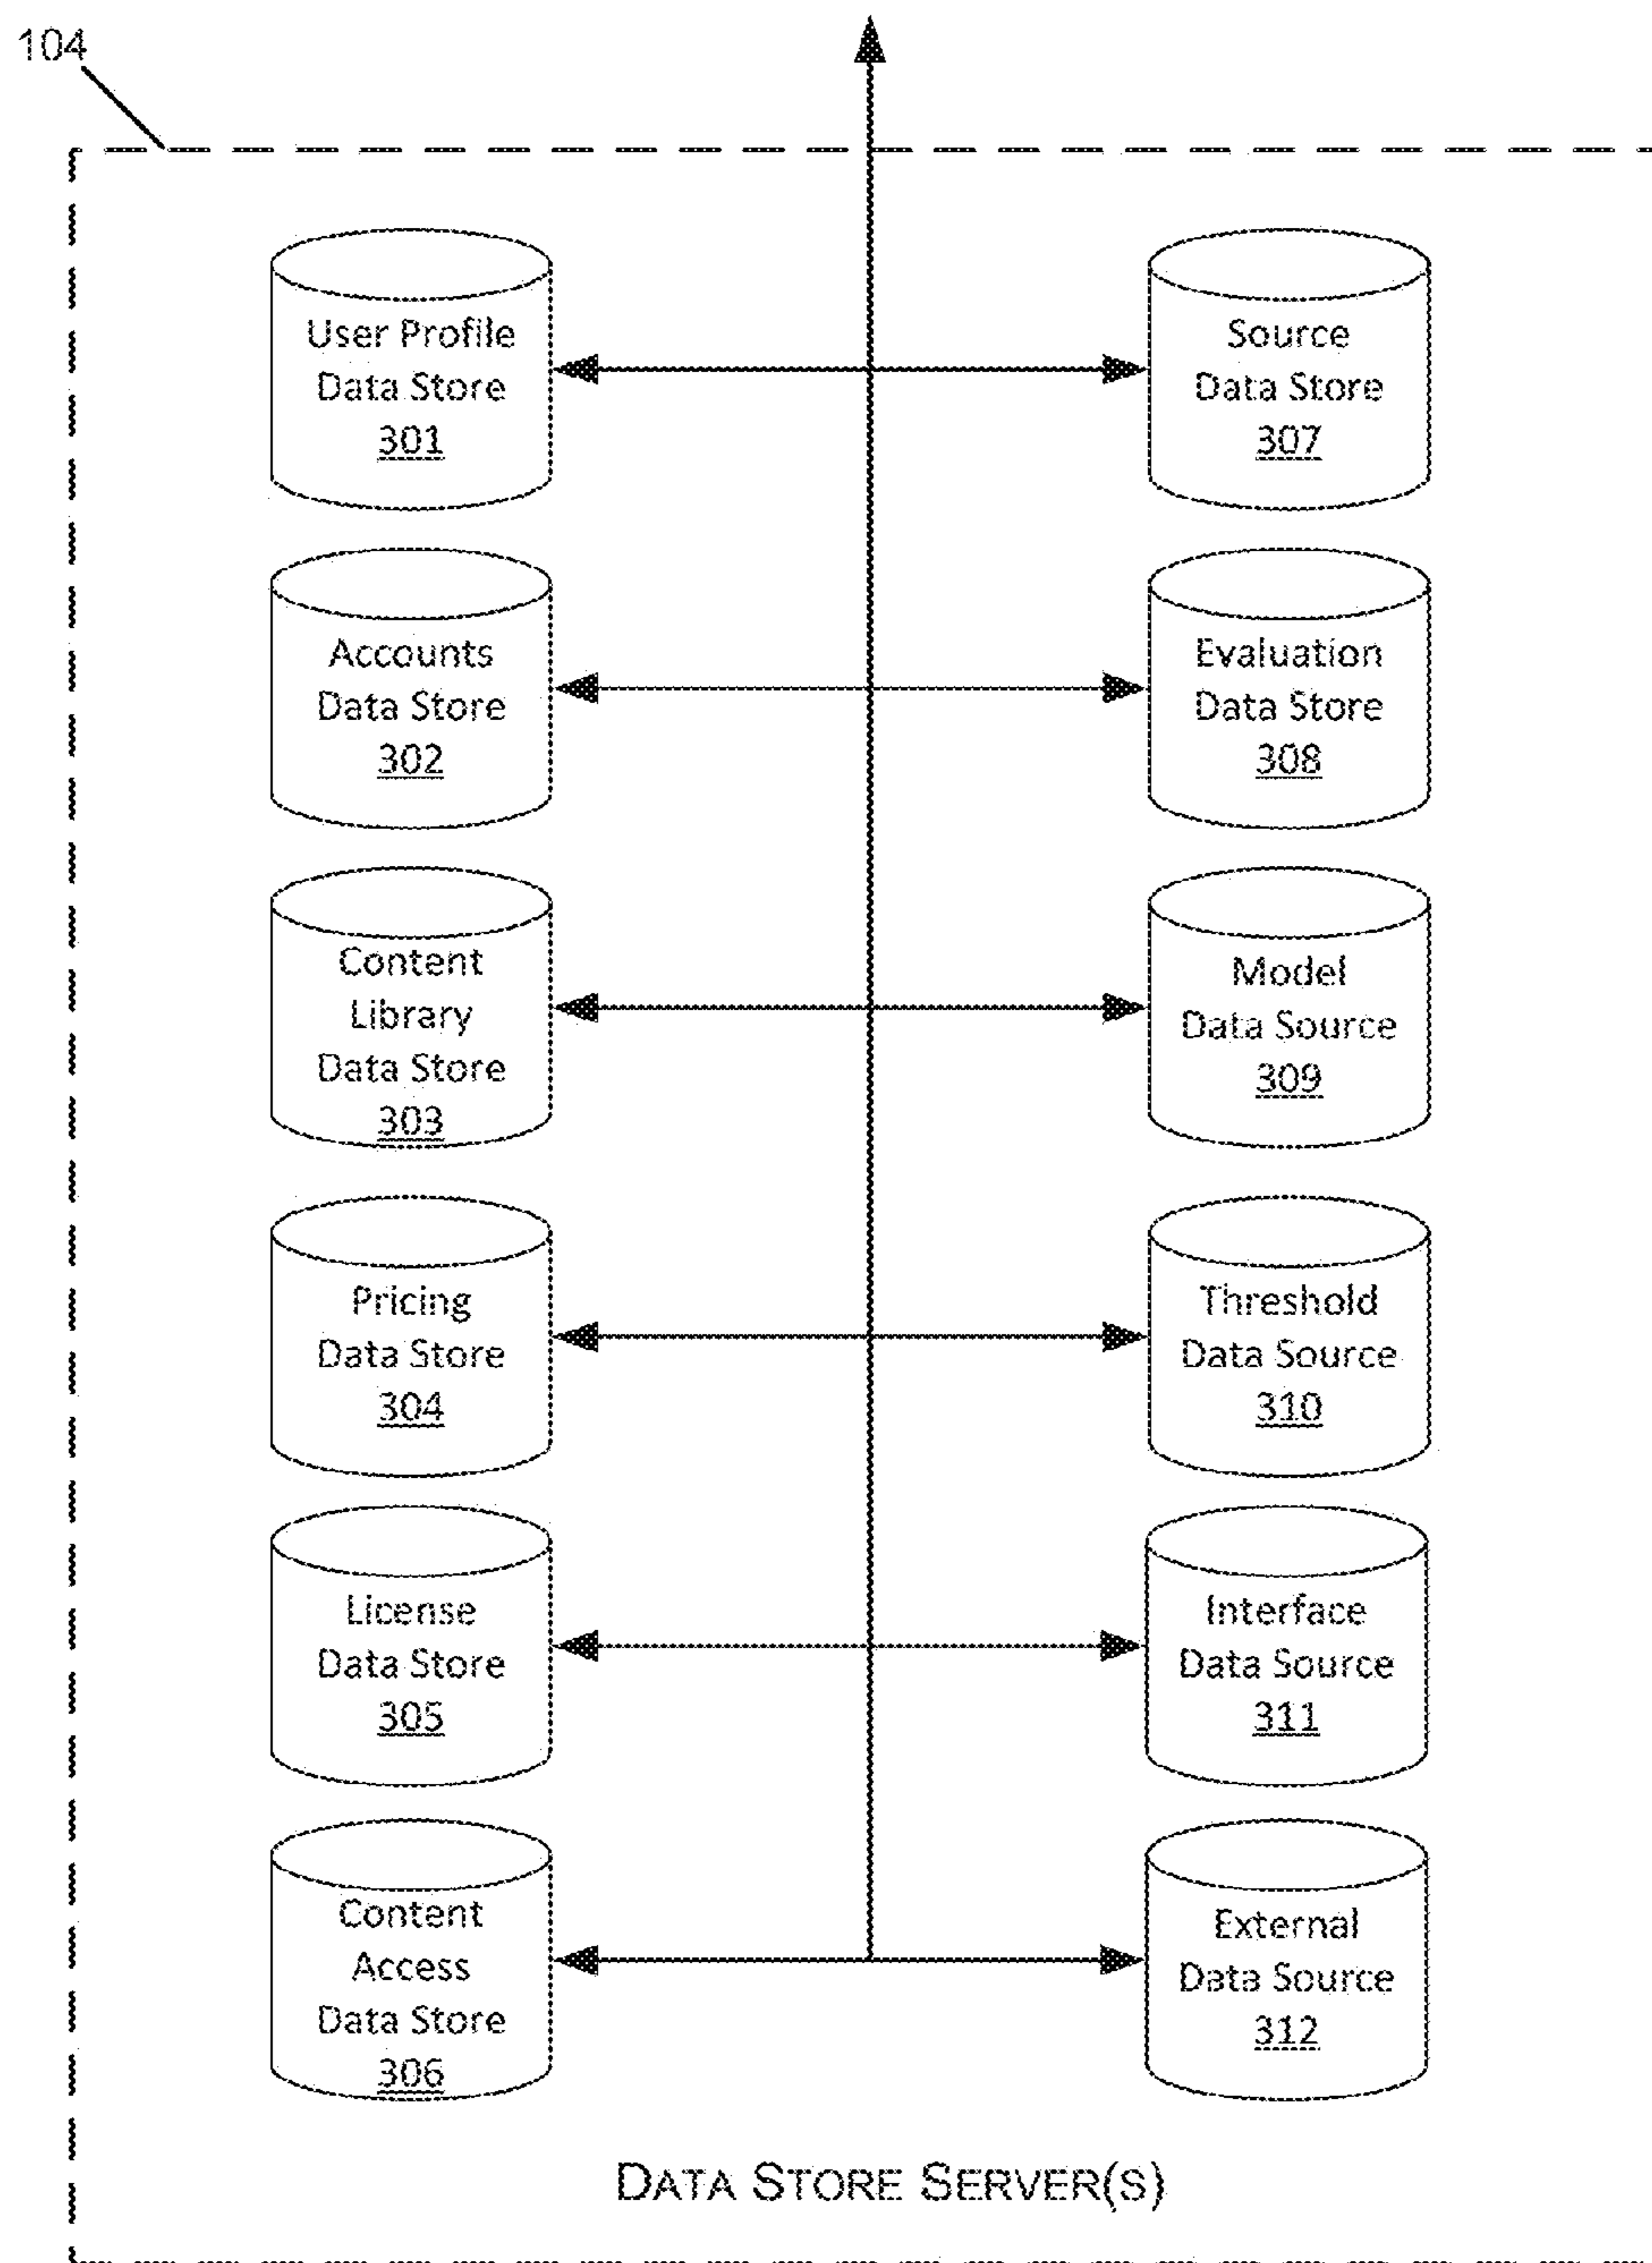 104
User Profile
Data Store
301
Source
Data Store
307
Accounts
Data Store
302
Evaluation
Data Store
308
Content
Library
Data Store
303
Model
Data Source
309
Pricing
Data Store
304
Threshold
Data Source
310
License
Data Store
305
Interface
Data Source
311
Content
Access
Data Store
306
External
Data Source
312
DATA STORE SERVER(S)